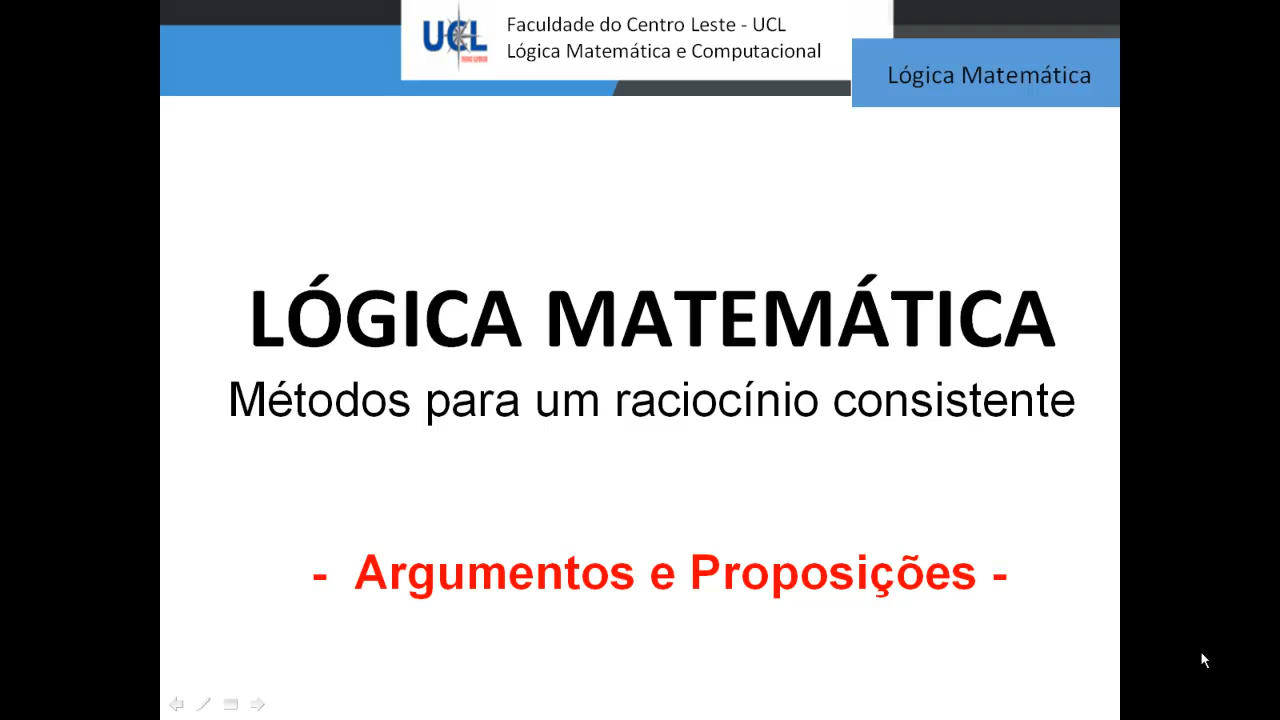 UCL
Faculdade do Centro Leste - UCL
Lógica Matemática e Computacional
Lógica Matemática
LÓGICA MATEMÁTICA
Métodos para um raciocínio consistente
- Argumentos e Proposições -